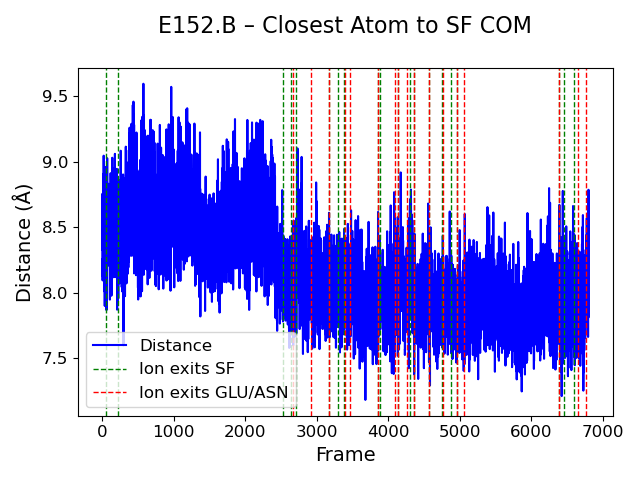 E152.B – Closest Atom to SF COM
Distance (Å)
9.5
9.0
8.5
8.0
7.5
Distance
Ion exits SF
Ion exits GLU/ASN
0 1000 2000 3000 4000 5000 6000 7000
Frame